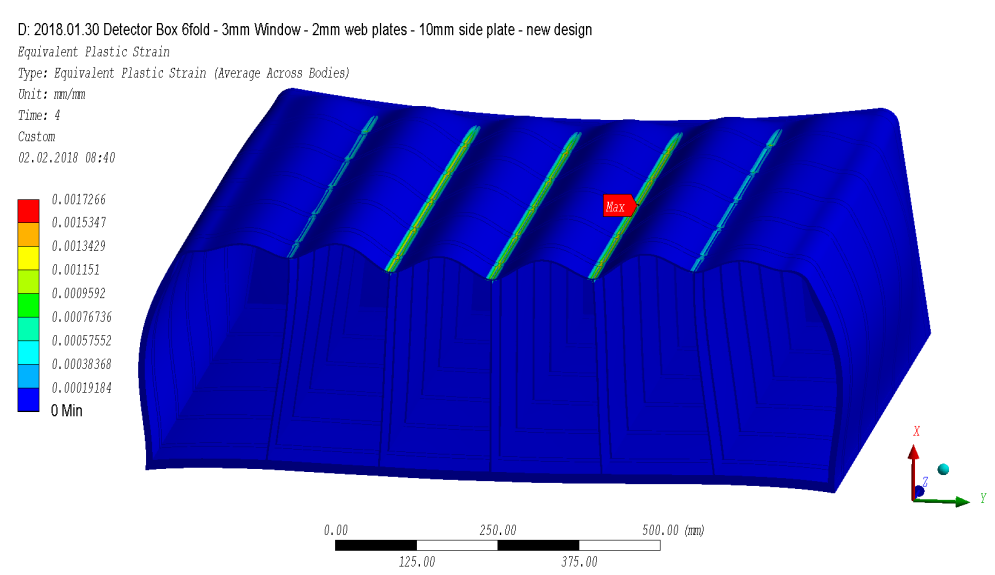 D: 2018.01.30 Detector Box 6fold - 3mm Window - 2mm web plates - 10mm side plate - new design
Equivalent Plastic Strain
Type: Equivalent Plastic Strain (Average Across Bodies)
Unit: mm/mm
Time: 4
Custom
02.02.2018 08:40
0.0017266
0.0015347
0.0013429
0.001151
0.0009592
0.00076736
0.00057552
0.00038368
0.00019184
0 Min
Max
X
Z
Y
0.00 250.00 500.00 (mm)
125.00 375.00